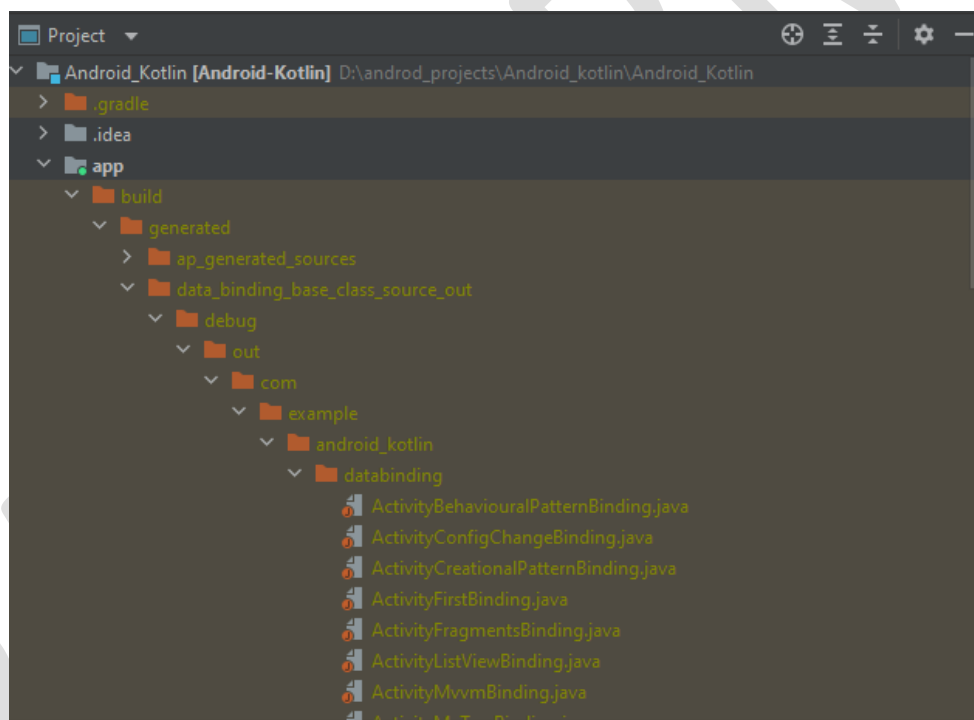 Project
Android_Kotlin [Android-Kotlin] D:\androd_projects\Android_kotlin\Android_Kotlin
.gradle
.idea
app
build
generated
ap_generated_sources
data_binding_base_class_source_out
debug
out
com
example
android_kotlin
databinding
ActivityBehaviouralPatternBinding.java
ActivityConfigChangeBinding.java
ActivityCreationalPatternBinding.java
ActivityFirstBinding.java
ActivityFragmentsBinding.java
ActivityListViewBinding.java
ActivityMvvmBinding.java